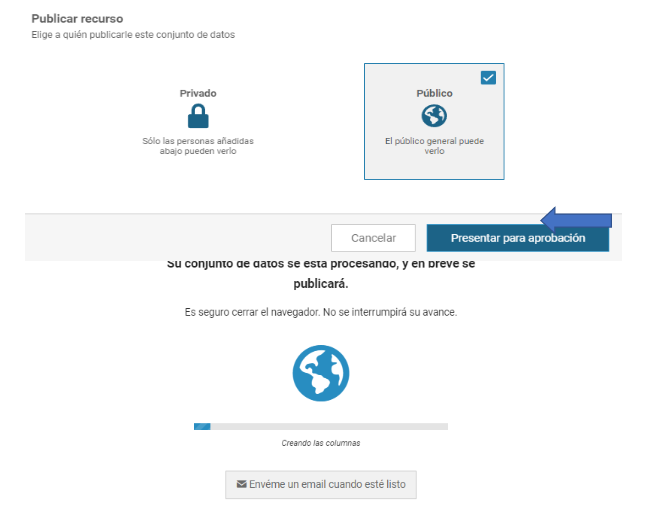 Publicar recurso
Elige a quién publicarle este conjunto de datos
Privado
Sólo las personas añadidas
abajo pueden verlo
Público
El público general puede
verlo
Cancelar
Presentar para aprobación
Su conjunto de datos se está procesando, y en breve se
publicará.
Es seguro cerrar el navegador. No se interrumpirá su avance.
Creando las columnas
Envéme un email cuando esté listo